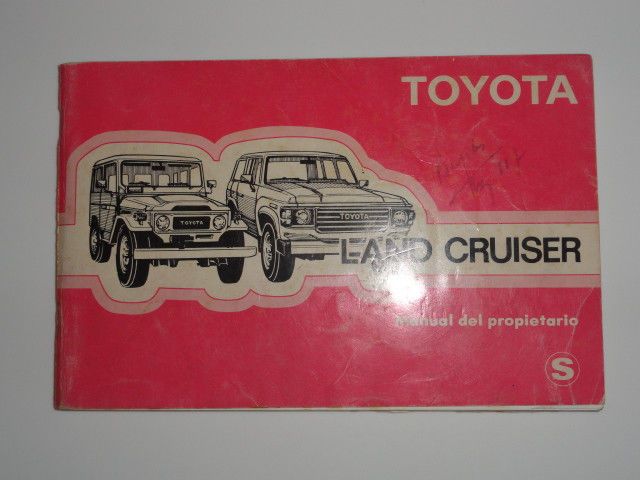 TOYOTA
TOYOTA
TOYOTA
LAND CRUISER
Manual del propietario
S